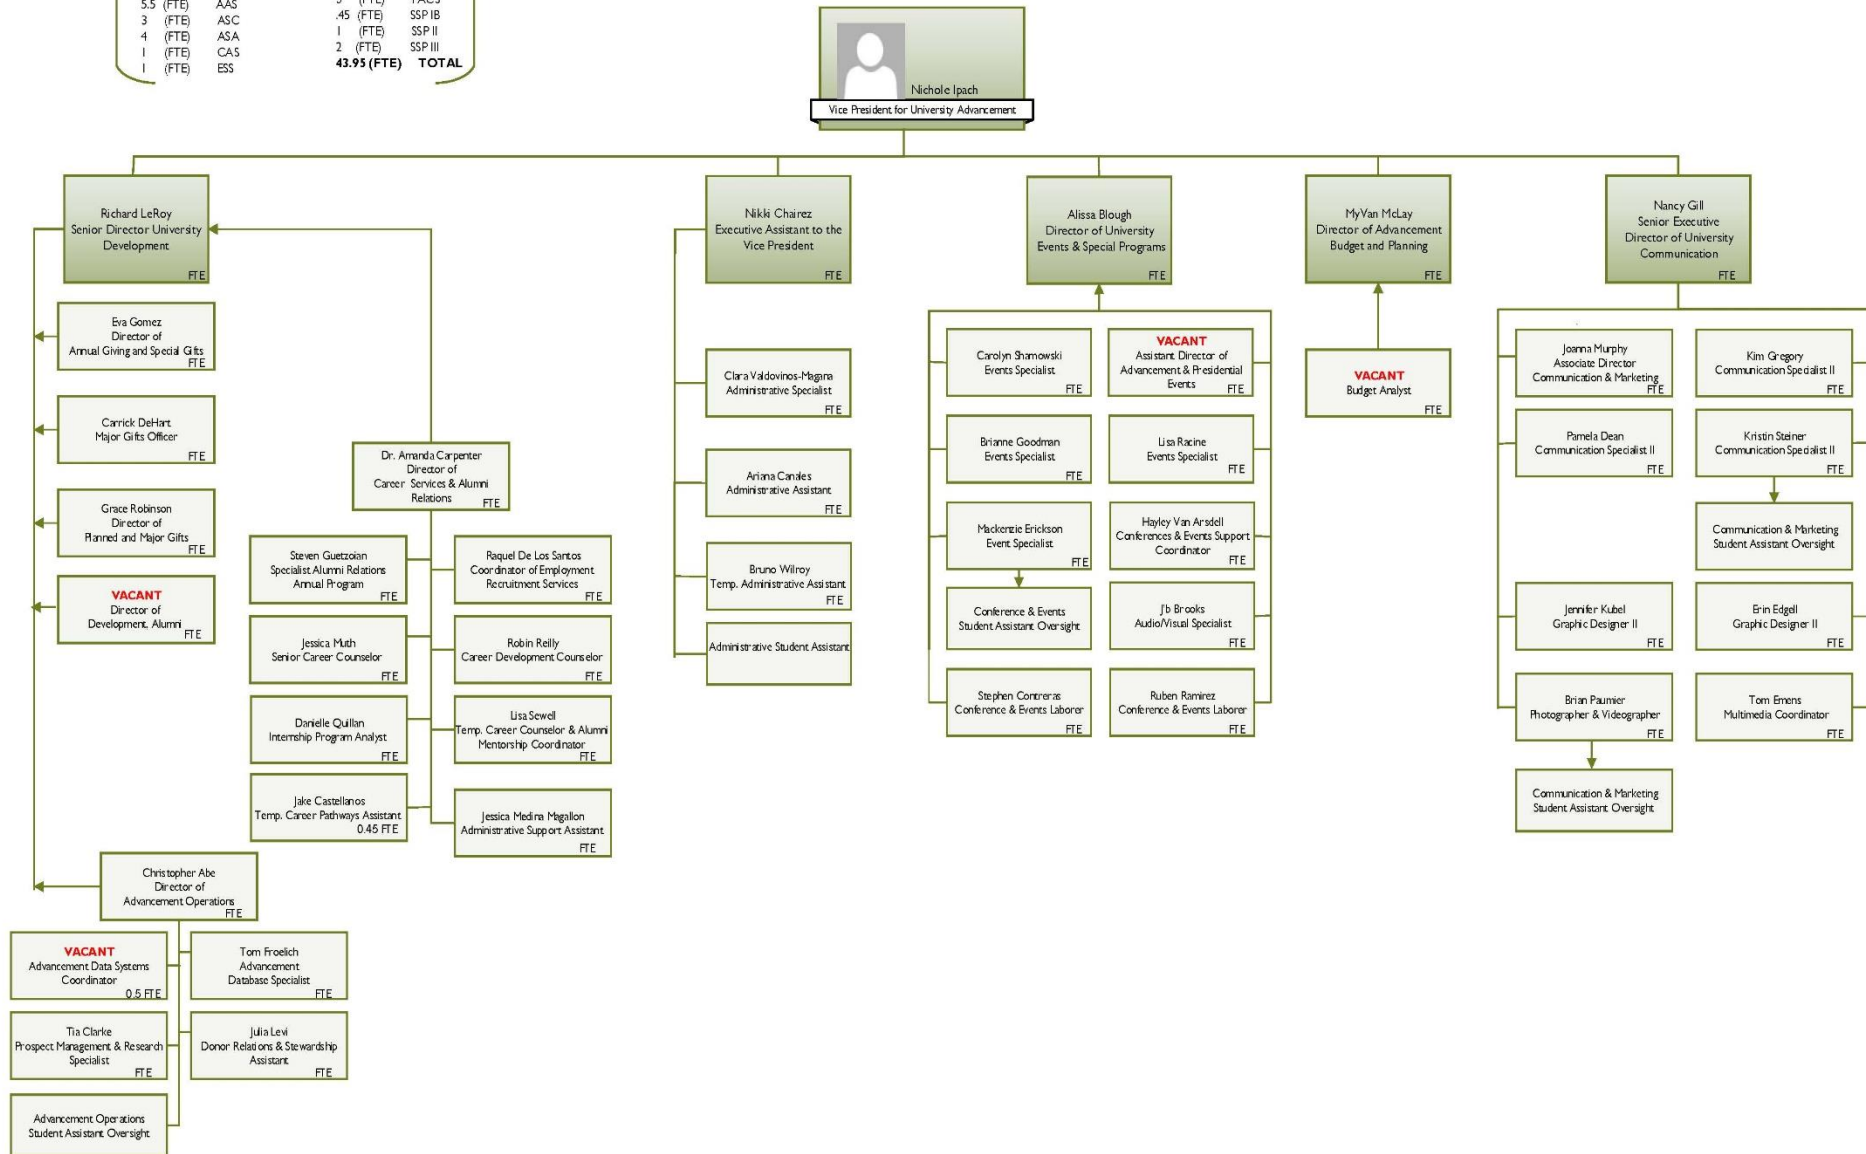 5.5 (FTE) AAS
3 (FTE) ASC
4 (FTE) ASA
1 (FTE) CAS
1 (FTE) ESS
.45 (FTE) SSP IB
1 (FTE) SSP II
2 (FTE) SSP III
43.95 (FTE) TOTAL
Nichole Ipach
Vice President for University Advancement
Richard LeRoy
Senior Director University
Development
FTE
Nikki Chairez
Executive Assistant to the
Vice President
FTE
Alissa Blough
Director of University
Events & Special Programs
FTE
MyVan McLay
Director of Advancement
Budget and Planning
FTE
Nancy Gill
Senior Executive
Director of University
Communication
FTE
Eva Gomez
Director of
Annual Giving and Special Gifts
FTE
Carrick DeHart
Major Gifts Officer
FTE
Grace Robinson
Director of
Planned and Major Gifts
FTE
VACANT
Director of
Development, Alumni
FTE
Dr. Amanda Carpenter
Director of
Career Services & Alumni
Relations
FTE
Steven Guetzoian
Specialist Alumni Relations
Annual Program
FTE
Raquel De Los Santos
Coordinator of Employment
Recruitment Services
FTE
Jessica Muth
Senior Career Counselor
FTE
Robin Reilly
Career Development Counselor
FTE
Danielle Quillan
Internship Program Analyst
FTE
Lisa Sewell
Temp. Career Counselor & Alumni
Mentorship Coordinator
FTE
Jake Castellanos
Temp. Career Pathways Assistant
0.45 FTE
Jessica Medina Magallon
Administrative Support Assistant
FTE
Christopher Abe
Director of
Advancement Operations
FTE
VACANT
Advancement Data Systems
Coordinator
0.5 FTE
Tom Froelich
Advancement
Database Specialist
FTE
Tia Clarke
Prospect Management & Research
Specialist
FTE
Julia Levi
Donor Relations & Stewardship
Assistant
FTE
Advancement Operations
Student Assistant Oversight
Clara Valdovinos-Magana
Administrative Specialist
FTE
Ariana Canales
Administrative Assistant
FTE
Bruno Wilroy
Temp. Administrative Assistant
FTE
Administrative Student Assistant
Carolyn Shamowski
Events Specialist
FTE
VACANT
Assistant Director of
Advancement & Presidential
Events
FTE
Brianne Goodman
Events Specialist
FTE
Lisa Racine
Events Specialist
FTE
Mackenzie Erickson
Event Specialist
FTE
Hayley Van Arsdell
Conferences & Events Support
Coordinator
FTE
Conference & Events
Student Assistant Oversight
J'b Brooks
Audio/Visual Specialist
FTE
Stephen Contreras
Conference & Events Laborer
FTE
Ruben Ramirez
Conference & Events Laborer
FTE
VACANT
Budget Analyst
FTE
Joanna Murphy
Associate Director
Communication & Marketing
FTE
Kim Gregory
Communication Specialist II
FTE
Pamela Dean
Communication Specialist II
FTE
Kristin Steiner
Communication Specialist II
FTE
Communication & Marketing
Student Assistant Oversight
Jennifer Kubel
Graphic Designer II
FTE
Erin Edgell
Graphic Designer II
FTE
Brian Paumier
Photographer & Videographer
FTE
Tom Emens
Multimedia Coordinator
FTE
Communication & Marketing
Student Assistant Oversight